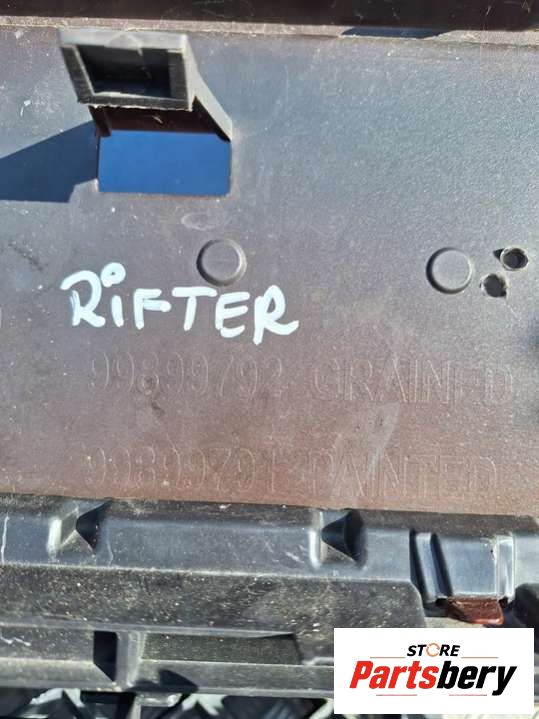 RIFTER
99899792 GRAINED
99899791 PAINTED
STORE
Partsbery